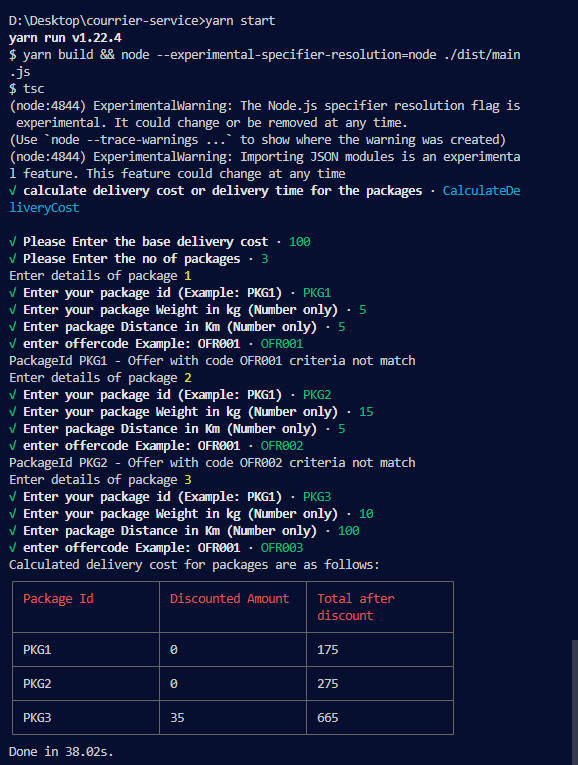 D:\Desktop\courrier-service>yarn start
yarn run v1.22.4
$ yarn build && node --experimental-specifier-resolution=node ./dist/main
.js
$ tsc
(node:4844) ExperimentalWarning: The Node.js specifier resolution flag is
 experimental. It could change or be removed at any time.
(Use `node --trace-warnings ...` to show where the warning was created)
(node:4844) ExperimentalWarning: Importing JSON modules is an experimenta
l feature. This feature could change at any time
√ calculate delivery cost or delivery time for the packages · CalculateDe
liveryCost
√ Please Enter the base delivery cost · 100
√ Please Enter the no of packages · 3
Enter details of package 1
√ Enter your package id (Example: PKG1) · PKG1
√ Enter your package Weight in kg (Number only) · 5
√ Enter package Distance in Km (Number only) · 5
√ enter offercode Example: OFR001 · OFR001
PackageId PKG1 - Offer with code OFR001 criteria not match
Enter details of package 2
√ Enter your package id (Example: PKG1) · PKG2
√ Enter your package Weight in kg (Number only) · 15
√ Enter package Distance in Km (Number only) · 5
√ enter offercode Example: OFR001 · OFR002
PackageId PKG2 - Offer with code OFR002 criteria not match
Enter details of package 3
√ Enter your package id (Example: PKG1) · PKG3
√ Enter your package Weight in kg (Number only) · 10
√ Enter package Distance in Km (Number only) · 100
√ enter offercode Example: OFR001 · OFR003
Calculated delivery cost for packages are as follows:
Package Id Discounted Amount Total after
discount
PKG1 0 175
PKG2 0 275
PKG3 35 665
Done in 38.02s.